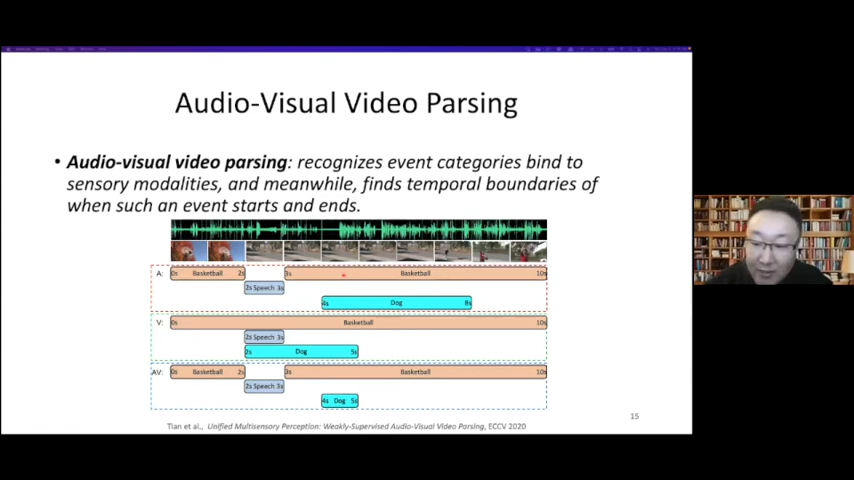 Audio-Visual Video Parsing
• Audio-visual video parsing: recognizes event categories bind to
sensory modalities, and meanwhile, finds temporal boundaries of
when such an event starts and ends.
A: 0s Basketball 2s 3s Basketball 10s
2s Speech 3s
4s Dog 8s
V: 0s Basketball 10s
2s Speech 3s
2s Dog 5s
AV: 0s Basketball 2s 3s Basketball 10s
2s Speech 3s
4s Dog 5s
15
Tian et al., Unified Multisensory Perception: Weakly-Supervised Audio-Visual Video Parsing, ECCV 2020